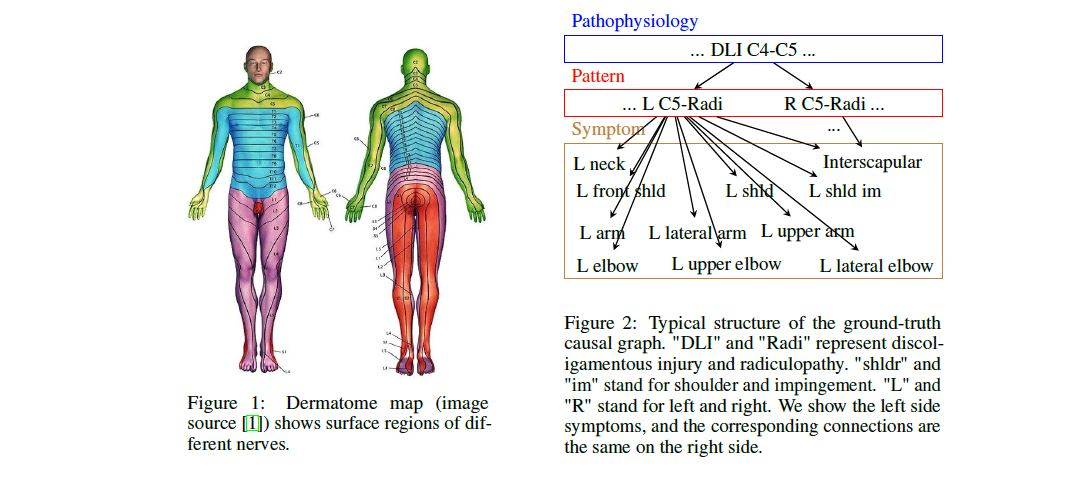 C2
Figure 1: Dermatome map (image
source [1]) shows surface regions of dif-
ferent nerves.
Pathophysiology
... DLI C4-C5 ...
Pattern
... L C5-Radi R C5-Radi ...
Symptom ...
L neck Interscapular
L front shld L shld L shld im
L arm L lateral arm L upper arm
L elbow L upper elbow L lateral elbow
Figure 2: Typical structure of the ground-truth
causal graph. "DLI" and "Radi" represent discol-
igamentous injury and radiculopathy. "shldr" and
"im" stand for shoulder and impingement. "L" and
"R" stand for left and right. We show the left side
symptoms, and the corresponding connections are
the same on the right side.